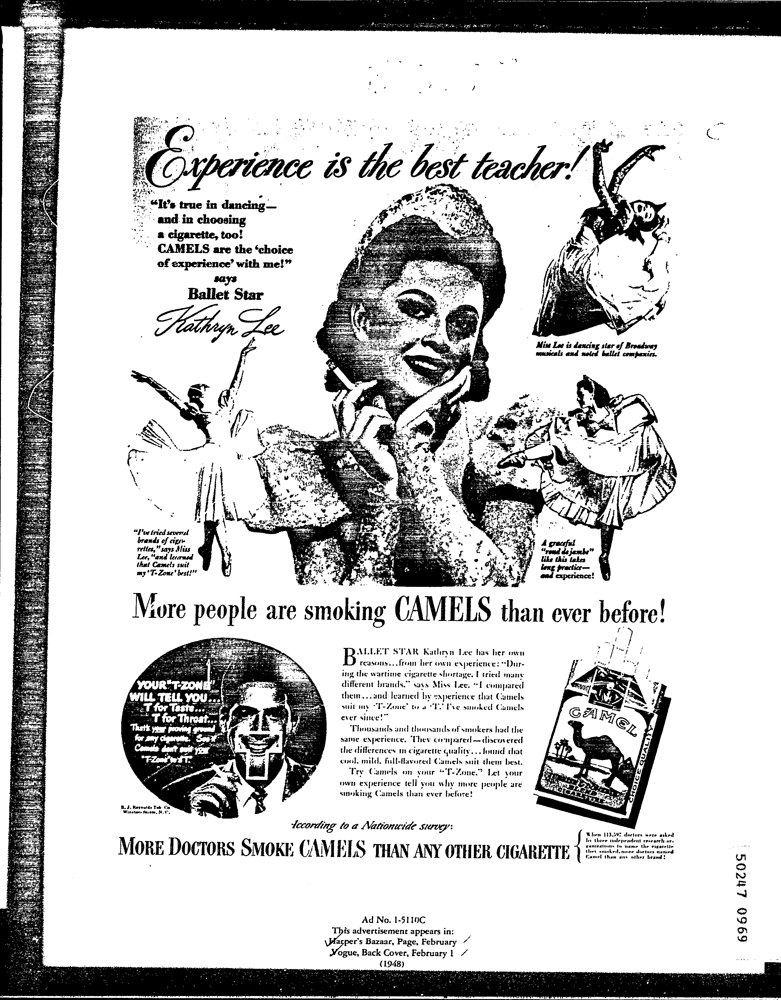 Experience is the best teacher!
"It's true in dancing—
and in choosing
a cigarette, too!
CAMELS are the 'choice
of experience' with me!"
says
Ballet Star
Kathryn Lee
Miss Lee is dancing star of Broadway
musicals and noted ballet companies.
"I've tried several
brands of ciga-
rettes," says Miss
Lee, "and learned
that Camels suit
my 'T-Zone' best!"
A graceful
"rond de jambe"
like this takes
long practice—
and experience!
More people are smoking CAMELS than ever before!
YOUR "T-ZONE"
WILL TELL YOU...
T for Taste...
T for Throat...
That's your proving ground
for any cigarette. See if
Camels don't suit your
"T-Zone" to a "T."
R. J. Reynolds Tob. Co.
Winston-Salem, N. C.
BALLET STAR Kathryn Lee has her own
reasons...from her own experience: "Dur-
ing the wartime cigarette shortage, I tried many
different brands," says Miss Lee. "I compared
them...and learned by experience that Camels
suit my 'T-Zone' to a 'T.' I've smoked Camels
ever since!"
Thousands and thousands of smokers had the
same experience. They compared—discovered
the differences in cigarette quality...found that
cool, mild, full-flavored Camels suit them best.
Try Camels on your "T-Zone." Let your
own experience tell you why more people are
smoking Camels than ever before!
CAMEL
CHOICE QUALITY
According to a Nationwide survey:
MORE DOCTORS SMOKE CAMELS THAN ANY OTHER CIGARETTE
When 113,597 doctors were asked
by three independent research or-
ganizations to name the cigarette
they smoked, more doctors named
Camel than any other brand!
Ad No. 1-5110C
This advertisement appears in:
Harper's Bazaar, Page, February
Vogue, Back Cover, February 1
(1948)
50247 0969